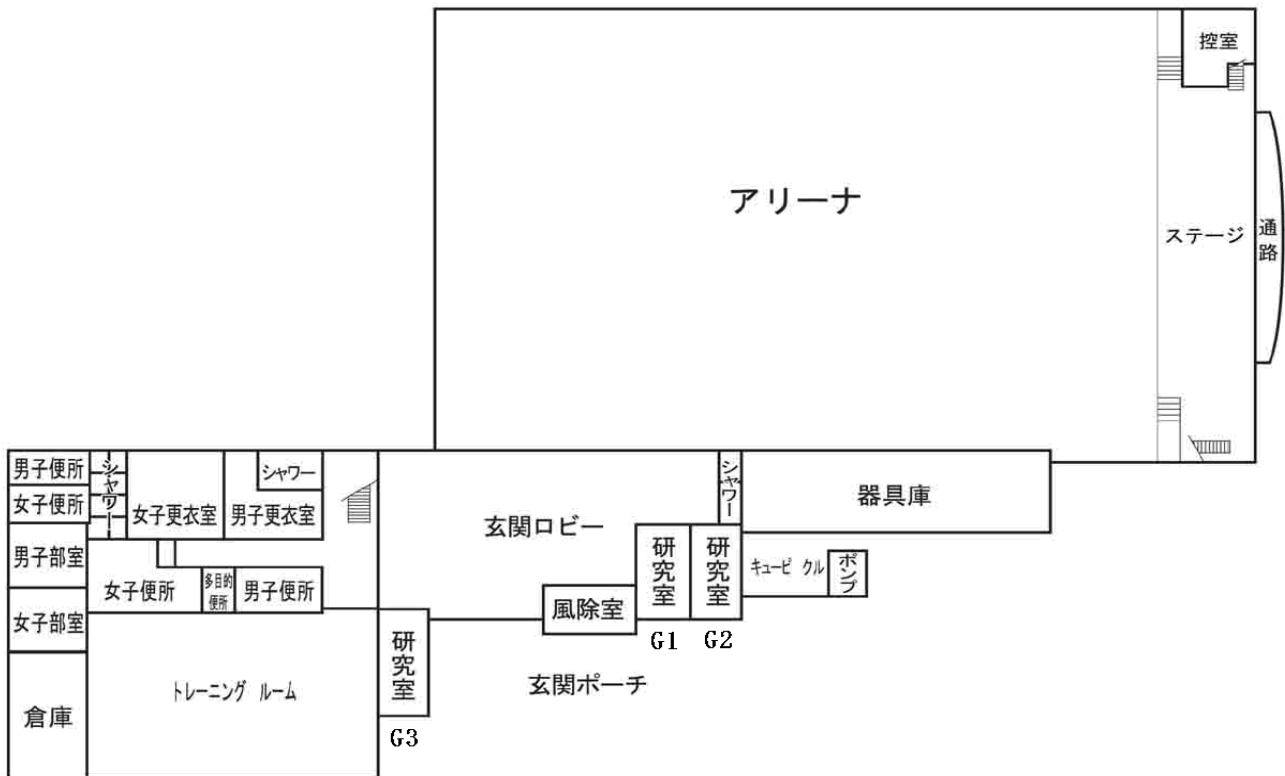 控室
アリーナ
ステージ
通路
男子便所
シャワー
シャワー
シャワー
女子便所
女子更衣室
男子更衣室
器具庫
玄関ロビー
男子部室
研究室
研究室
キュービクル
ポンプ
女子便所
多目的
便所
男子便所
風除室
女子部室
G1
G2
研究室
トレーニング ルーム
玄関ポーチ
倉庫
G3